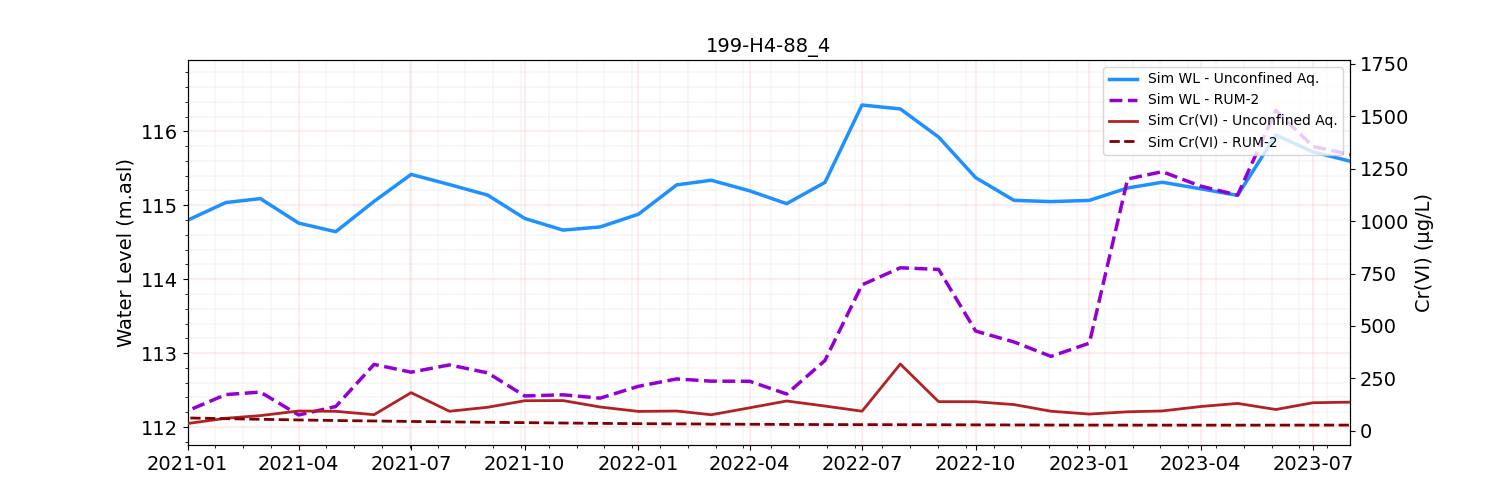 199-H4-88_4
Sim WL - Unconfined Aq.
Sim WL - RUM-2
Sim Cr(VI) - Unconfined Aq.
Sim Cr(VI) - RUM-2
Water Level (m.asl)
116
115
114
113
112
1750
1500
1250
1000
750
500
250
0
Cr(VI) (μg/L)
2021-01 2021-04 2021-07 2021-10 2022-01 2022-04 2022-07 2022-10 2023-01 2023-04 2023-07